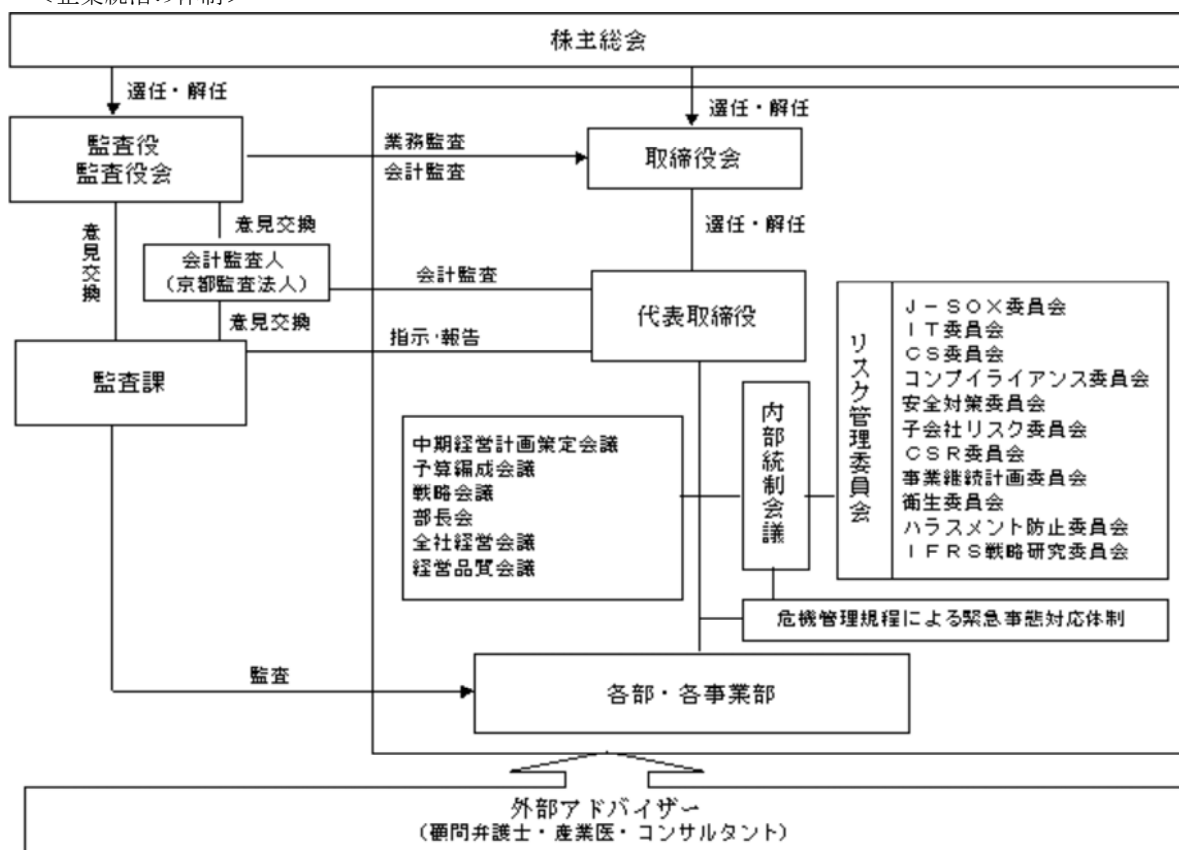 <企業統治の体制>
株主総会
選任・解任
選任・解任
監査役
監査役会
業務監査
会計監査
取締役会
意見交換
意見交換
選任・解任
会計監査人
(京都監査法人)
会計監査
代表取締役
意見交換
指示・報告
監査課
リスク管理委員会
J-SOX委員会
IT委員会
CS委員会
コンプイライアンス委員会
安全対策委員会
子会社リスク委員会
CSR委員会
事業継続計画委員会
衛生委員会
ハラスメント防止委員会
IFRS戦略研究委員会
内部統制会議
中期経営計画策定会議
予算編成会議
戦略会議
部長会
全社経営会議
経営品質会議
危機管理規程による緊急事態対応体制
監査
各部・各事業部
外部アドバイザー
(顧問弁護士・産業医・コンサルタント)